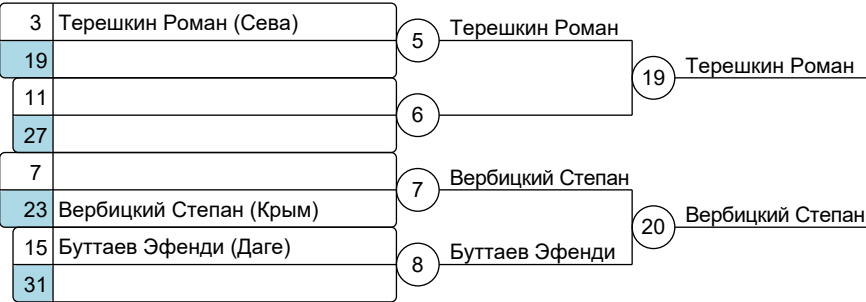 3 Терешкин Роман (Сева)
19
11
27
7
23 Вербицкий Степан (Крым)
15 Буттаев Эфенди (Даге)
31
5 Терешкин Роман
6
7 Вербицкий Степан
8 Буттаев Эфенди
19 Терешкин Роман
20 Вербицкий Степан